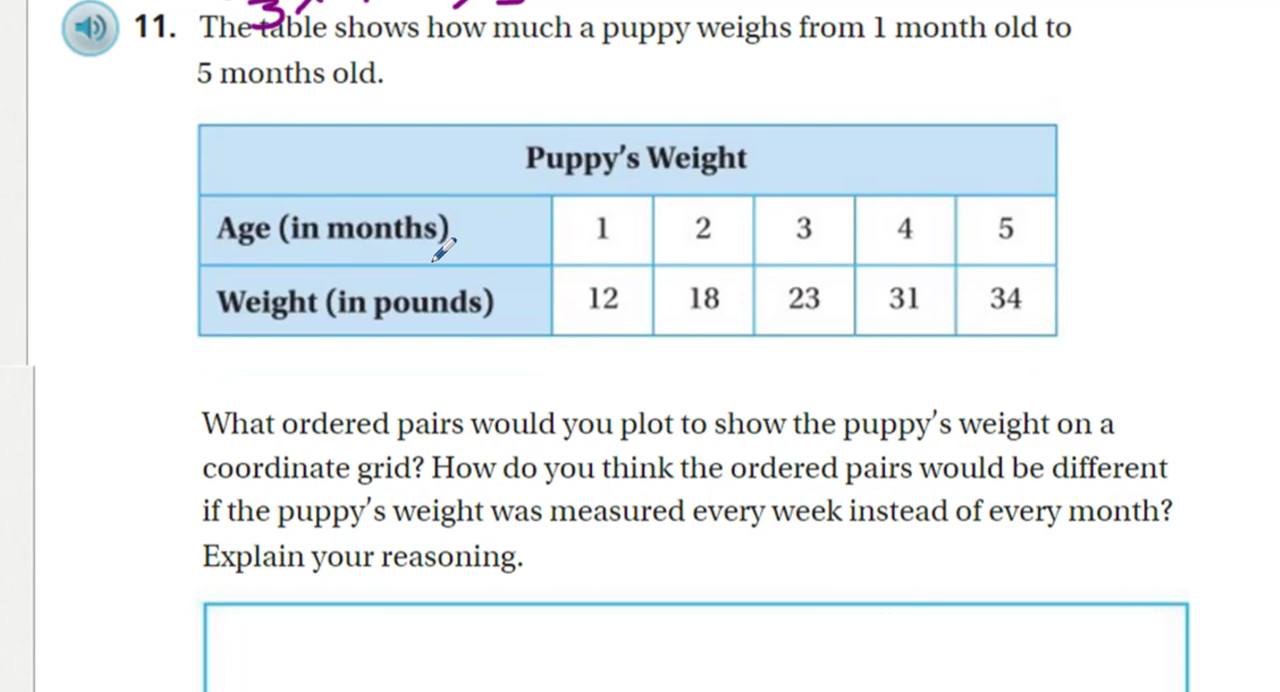 11. The table shows how much a puppy weighs from 1 month old to
5 months old.
Puppy's Weight
Age (in months) 1 2 3 4 5
Weight (in pounds) 12 18 23 31 34
What ordered pairs would you plot to show the puppy's weight on a
coordinate grid? How do you think the ordered pairs would be different
if the puppy's weight was measured every week instead of every month?
Explain your reasoning.